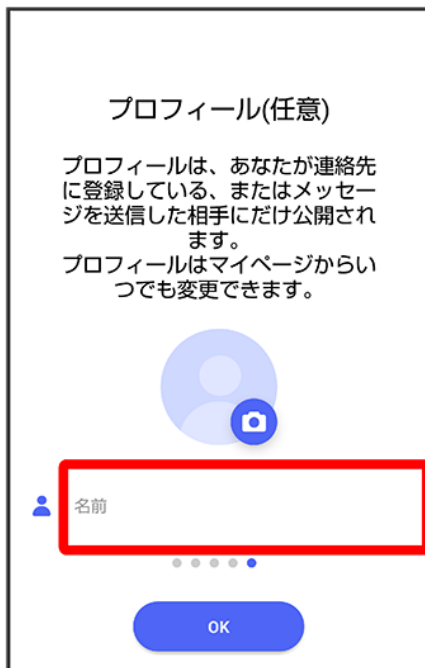 プロフィール(任意)
プロフィールは、あなたが連絡先
に登録している、またはメッセー
ジを送信した相手にだけ公開され
ます。
プロフィールはマイページからい
つでも変更できます。
名前
OK